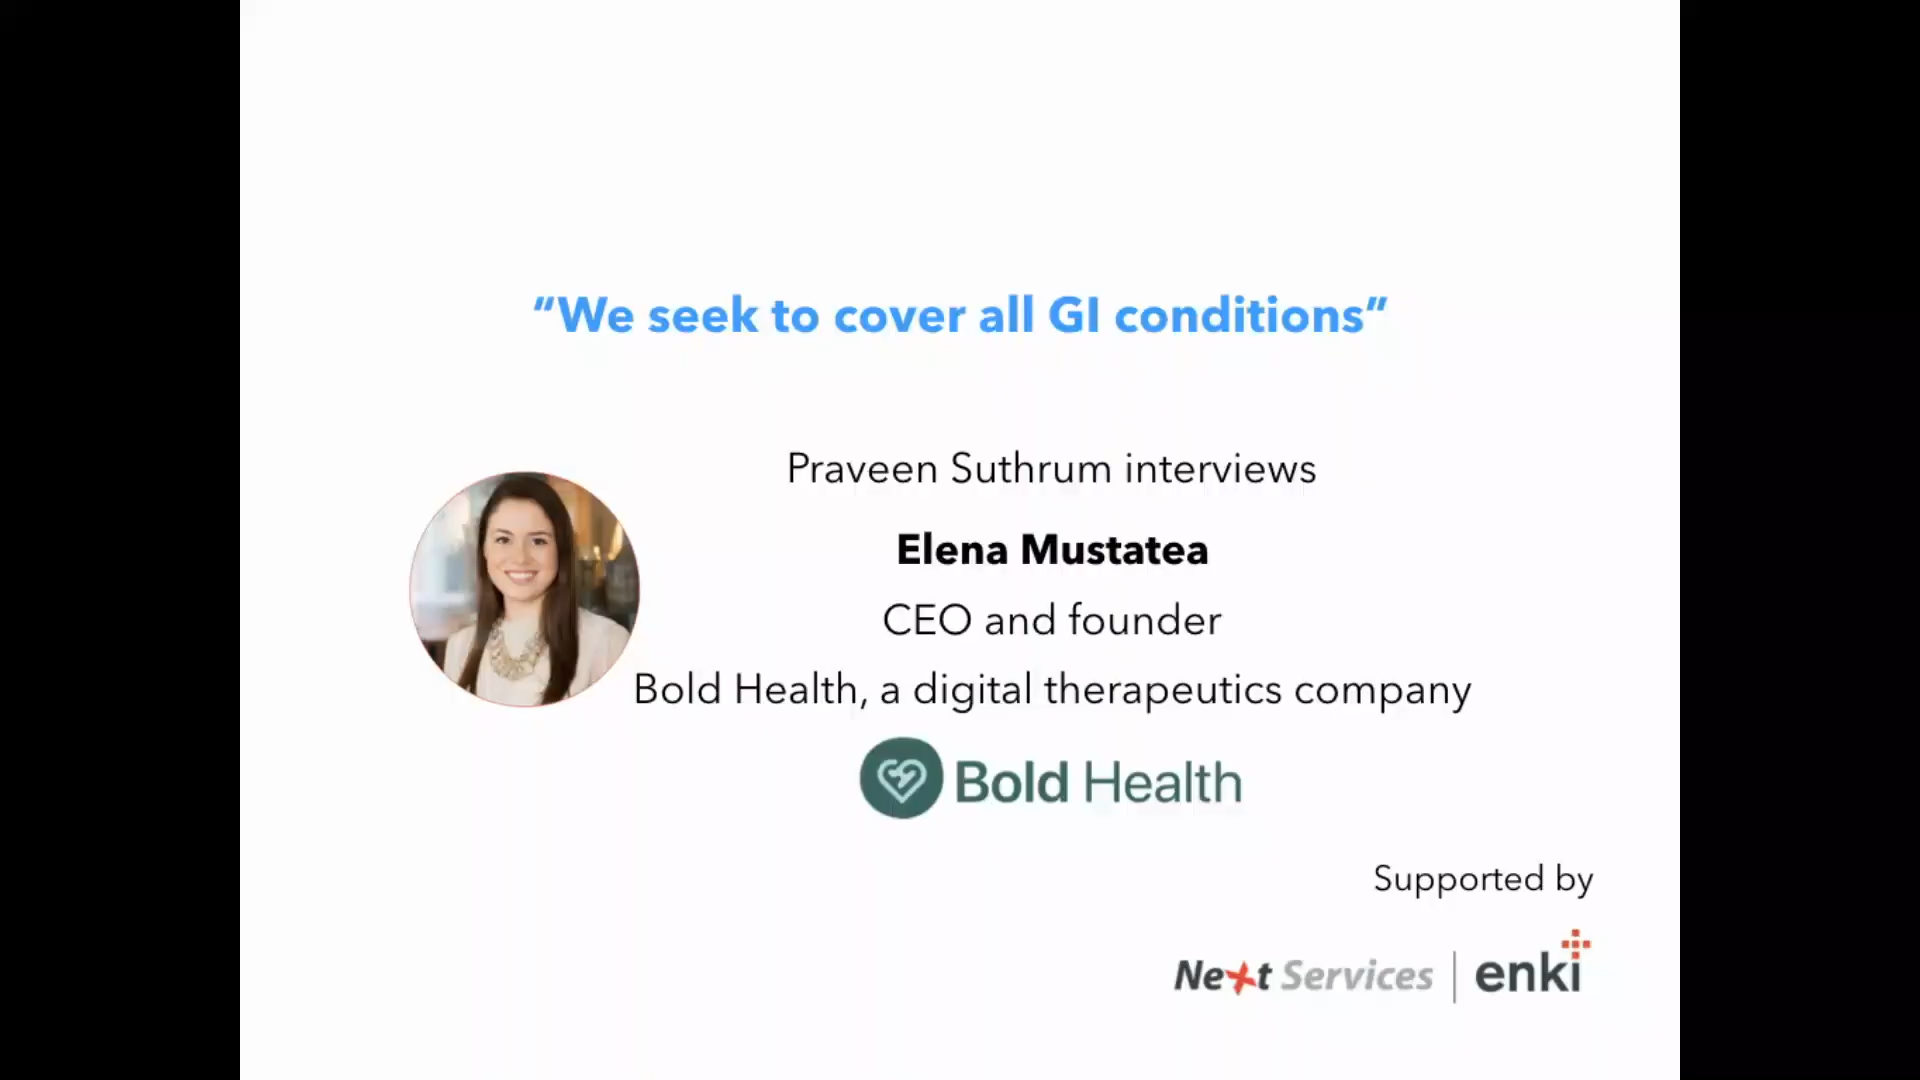 “We seek to cover all GI conditions”
Praveen Suthrum interviews
Elena Mustatea
CEO and founder
Bold Health, a digital therapeutics company
Bold Health
Supported by
Next Services | enki